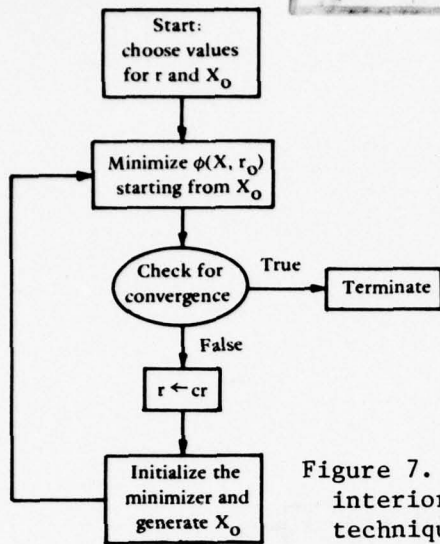 Start:
choose values
for r and X₀
Minimize ϕ(X, r₀)
starting from X₀
Check for
convergence
True
Terminate
False
r ← cr
Initialize the
minimizer and
generate X₀
Figure 7.
interior
techniqu